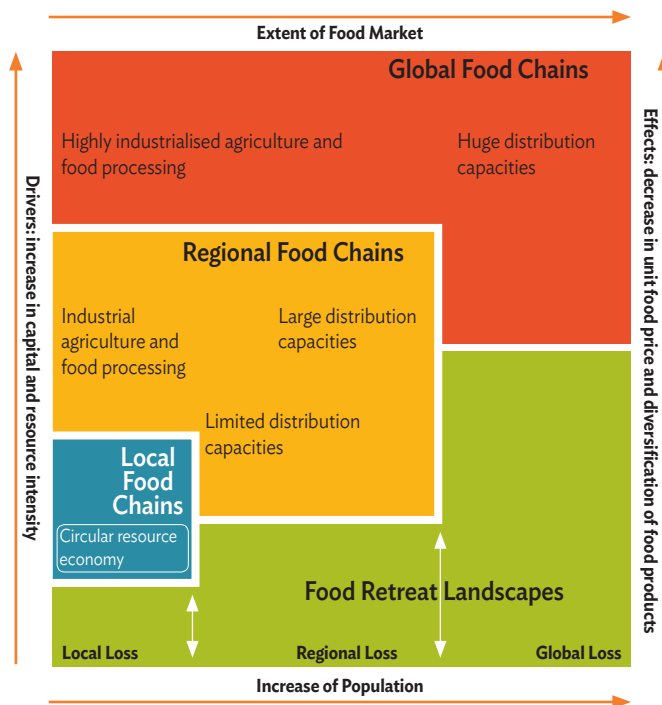 Extent of Food Market
Global Food Chains
Highly industrialised agriculture and
food processing
Huge distribution
capacities
Drivers: increase in capital and resource intensity
Effects: decrease in unit food price and diversification of food products
Regional Food Chains
Industrial
agriculture and
food processing
Large distribution
capacities
Limited distribution
capacities
Local
Food
Chains
Circular resource
economy
Food Retreat Landscapes
Local Loss
Regional Loss
Global Loss
Increase of Population